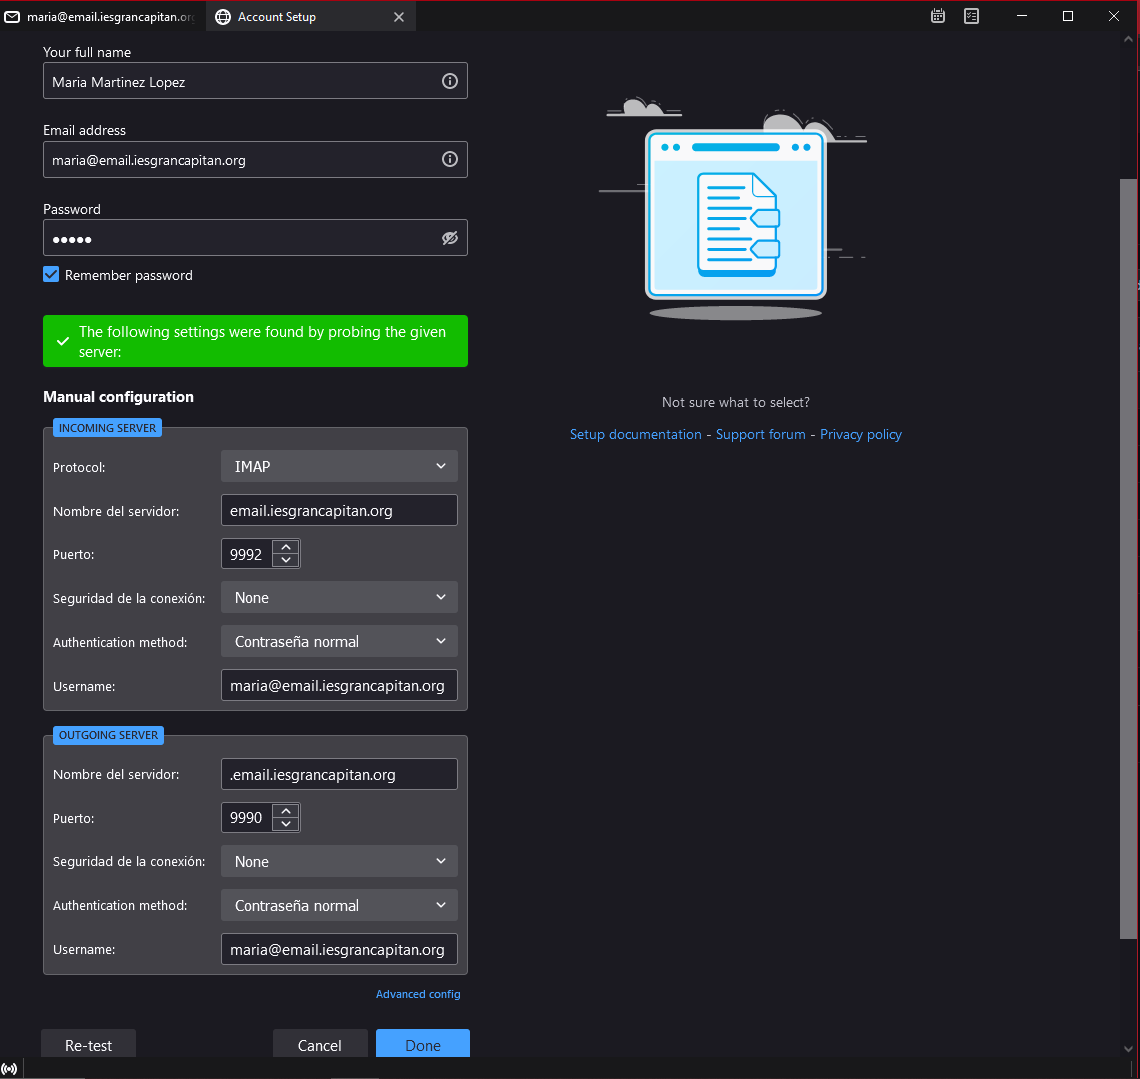 maria@email.iesgrancapitan.or
Account Setup
Your full name
Maria Martinez Lopez
Email address
maria@email.iesgrancapitan.org
Password
●●●●●
Remember password
The following settings were found by probing the given
server:
Manual configuration
INCOMING SERVER
Protocol: IMAP
Nombre del servidor: email.iesgrancapitan.org
Puerto: 9992
Seguridad de la conexión: None
Authentication method: Contraseña normal
Username: maria@email.iesgrancapitan.org
OUTGOING SERVER
Nombre del servidor: .email.iesgrancapitan.org
Puerto: 9990
Seguridad de la conexión: None
Authentication method: Contraseña normal
Username: maria@email.iesgrancapitan.org
Advanced config
Re-test Cancel Done
Not sure what to select?
Setup documentation - Support forum - Privacy policy